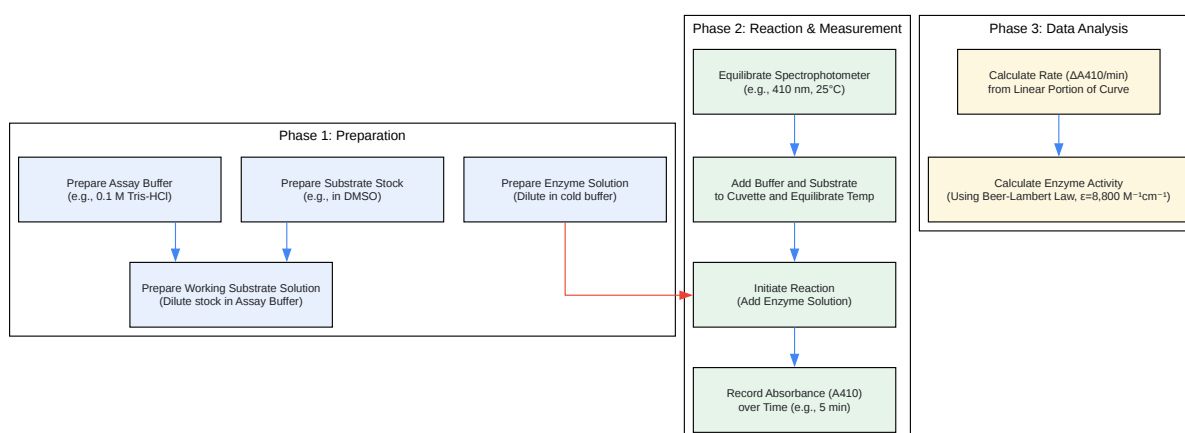 Phase 1: Preparation
Prepare Assay Buffer
(e.g., 0.1 M Tris-HCl)
Prepare Substrate Stock
(e.g., in DMSO)
Prepare Enzyme Solution
(Dilute in cold buffer)
Prepare Working Substrate Solution
(Dilute stock in Assay Buffer)
Phase 2: Reaction & Measurement
Equilibrate Spectrophotometer
(e.g., 410 nm, 25°C)
Add Buffer and Substrate
to Cuvette and Equilibrate Temp
Initiate Reaction
(Add Enzyme Solution)
Record Absorbance (A410)
over Time (e.g., 5 min)
Phase 3: Data Analysis
Calculate Rate (ΔA410/min)
from Linear Portion of Curve
Calculate Enzyme Activity
(Using Beer-Lambert Law, ε=8,800 M⁻¹cm⁻¹)